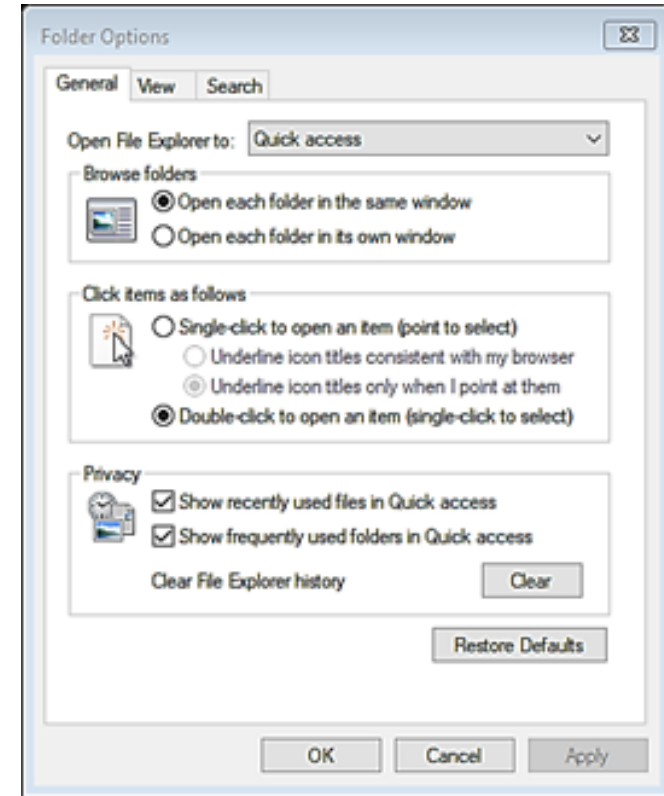 Folder Options
General View Search
Open File Explorer to: Quick access
Browse folders
Open each folder in the same window
Open each folder in its own window
Click items as follows
Single-click to open an item (point to select)
Underline icon titles consistent with my browser
Underline icon titles only when I point at them
Double-click to open an item (single-click to select)
Privacy
Show recently used files in Quick access
Show frequently used folders in Quick access
Clear File Explorer history Clear
Restore Defaults
OK Cancel Apply